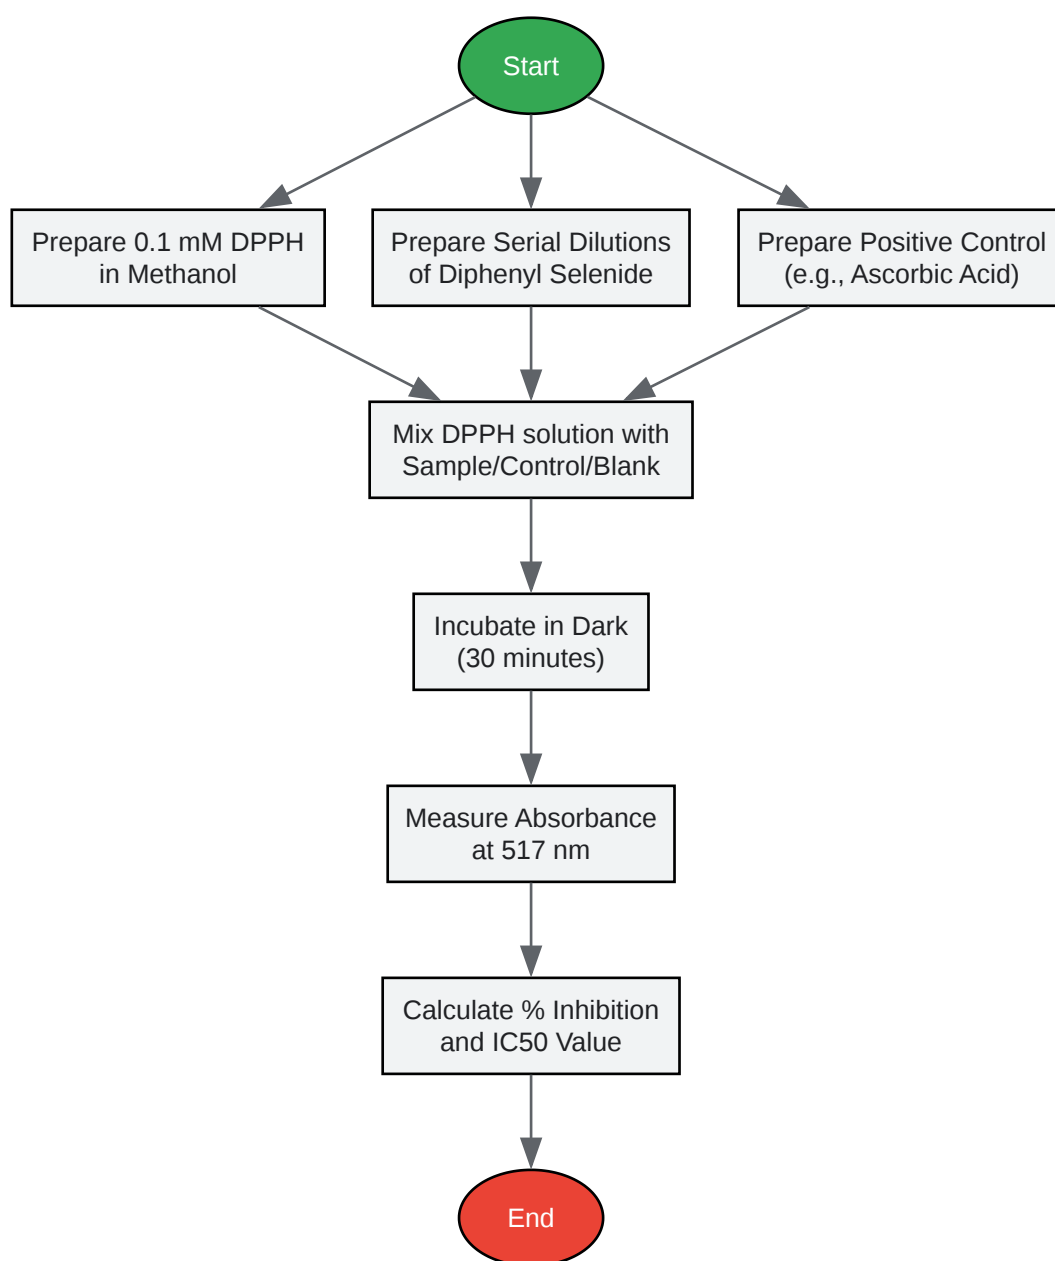 Start
Prepare 0.1 mM DPPH
in Methanol
Prepare Serial Dilutions
of Diphenyl Selenide
Prepare Positive Control
(e.g., Ascorbic Acid)
Mix DPPH solution with
Sample/Control/Blank
Incubate in Dark
(30 minutes)
Measure Absorbance
at 517 nm
Calculate % Inhibition
and IC50 Value
End